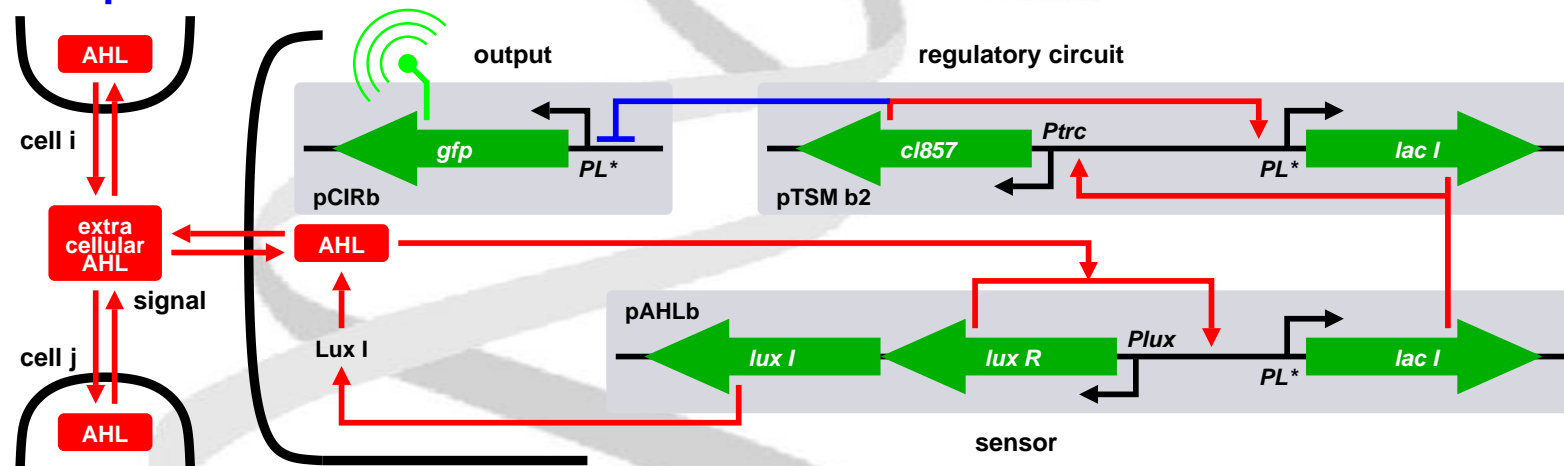 AHL
output
regulatory circuit
cell i
gfp
PL*
pCIRb
cI857
Ptrc
PL*
lac I
pTSM b2
extra
cellular
AHL
AHL
signal
pAHLb
Lux I
lux I
lux R
Plux
PL*
lac I
cell j
AHL
sensor